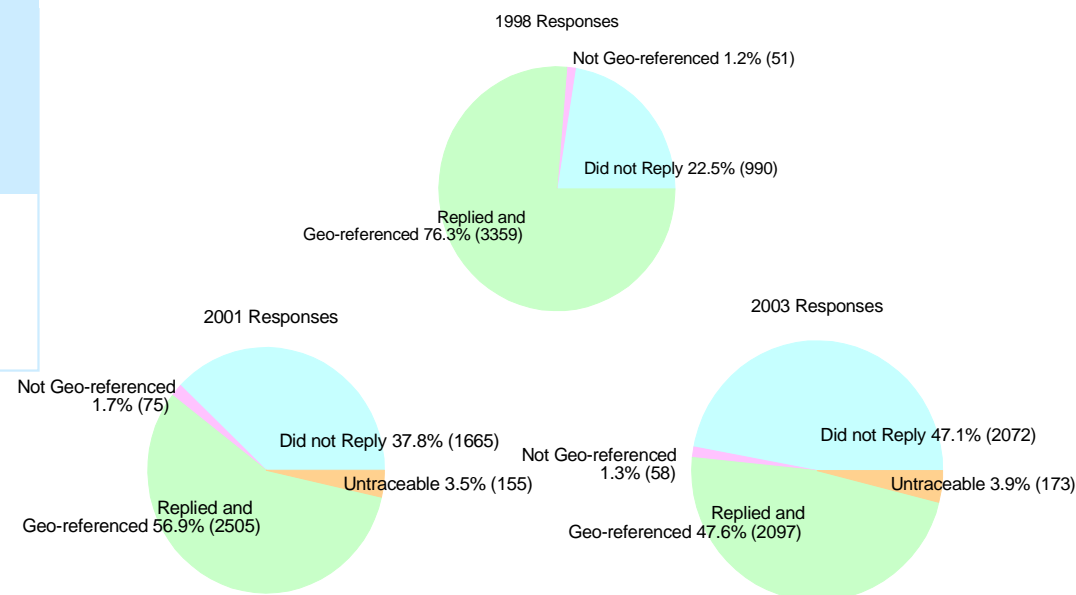 1998 Responses
Not Geo-referenced 1.2% (51)
Did not Reply 22.5% (990)
Replied and
Geo-referenced 76.3% (3359)
2001 Responses
Not Geo-referenced
1.7% (75)
Did not Reply 37.8% (1665)
Untraceable 3.5% (155)
Replied and
Geo-referenced 56.9% (2505)
2003 Responses
Did not Reply 47.1% (2072)
Not Geo-referenced
1.3% (58)
Untraceable 3.9% (173)
Replied and
Geo-referenced 47.6% (2097)